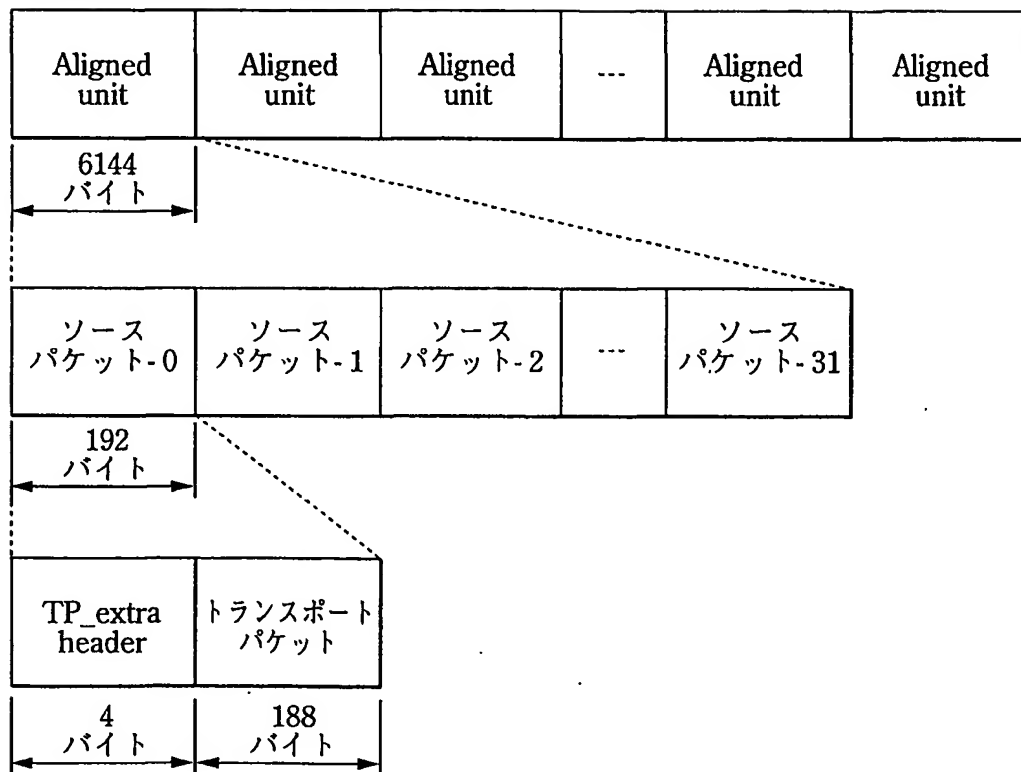 Aligned unit
Aligned unit
Aligned unit
---
Aligned unit
Aligned unit
6144
バイト
ソース
パケット-0
ソース
パケット-1
ソース
パケット-2
---
ソース
パケット-31
192
バイト
TP_extra
header
トランスポート
パケット
4
バイト
188
バイト